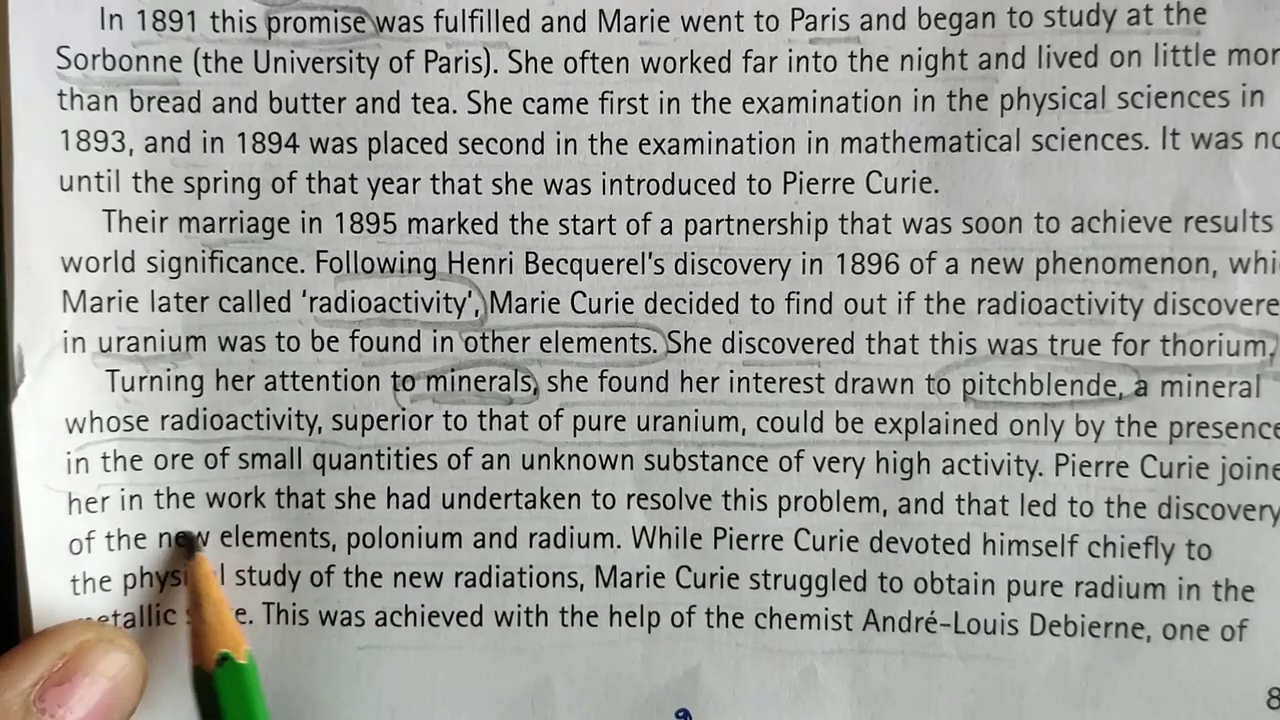 In 1891 this promise was fulfilled and Marie went to Paris and began to study at the
Sorbonne (the University of Paris). She often worked far into the night and lived on little mor
than bread and butter and tea. She came first in the examination in the physical sciences in
1893, and in 1894 was placed second in the examination in mathematical sciences. It was no
until the spring of that year that she was introduced to Pierre Curie.
Their marriage in 1895 marked the start of a partnership that was soon to achieve results
world significance. Following Henri Becquerel's discovery in 1896 of a new phenomenon, whi
Marie later called 'radioactivity', Marie Curie decided to find out if the radioactivity discovere
in uranium was to be found in other elements. She discovered that this was true for thorium,
Turning her attention to minerals, she found her interest drawn to pitchblende, a mineral
whose radioactivity, superior to that of pure uranium, could be explained only by the presence
in the ore of small quantities of an unknown substance of very high activity. Pierre Curie joine
her in the work that she had undertaken to resolve this problem, and that led to the discovery
of the new elements, polonium and radium. While Pierre Curie devoted himself chiefly to
the study of the new radiations, Marie Curie struggled to obtain pure radium in the
This was achieved with the help of the chemist André-Louis Debierne, one of
8